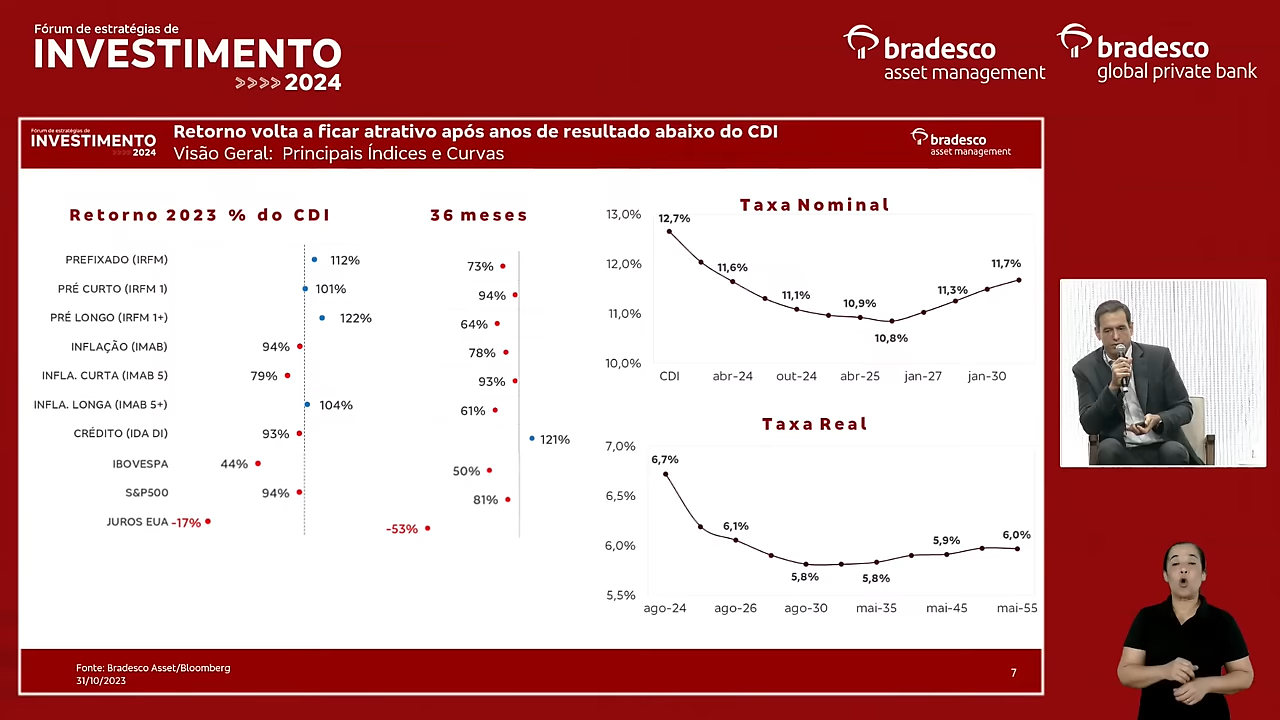 Fórum de estratégias de
INVESTIMENTO
>>>> 2024
bradesco
asset management
bradesco
global private bank
Fórum de estratégias de
INVESTIMENTO
>>>> 2024
Retorno volta a ficar atrativo após anos de resultado abaixo do CDI
Visão Geral: Principais Índices e Curvas
bradesco
asset management
Retorno 2023 % do CDI
36 meses
PREFIXADO (IRFM) 112% 73%
PRÉ CURTO (IRFM 1) 101% 94%
PRÉ LONGO (IRFM 1+) 122% 64%
INFLAÇÃO (IMAB) 94% 78%
INFLA. CURTA (IMAB 5) 79% 93%
INFLA. LONGA (IMAB 5+) 104% 61%
CRÉDITO (IDA DI) 93% 121%
IBOVESPA 44% 50%
S&P500 94% 81%
JUROS EUA -17% -53%
Taxa Nominal
13,0%
12,0%
11,0%
10,0%
12,7%
11,6%
11,1%
10,9%
10,8%
11,3%
11,7%
CDI abr-24 out-24 abr-25 jan-27 jan-30
Taxa Real
7,0%
6,5%
6,0%
5,5%
6,7%
6,1%
5,8%
5,8%
5,9%
6,0%
ago-24 ago-26 ago-30 mai-35 mai-45 mai-55
Fonte: Bradesco Asset/Bloomberg
31/10/2023
7